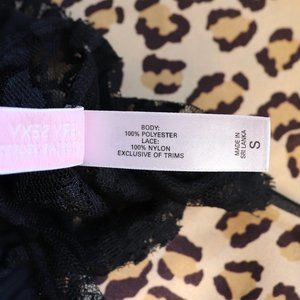 BODY:
100% POLYESTER
LACE:
100% NYLON
EXCLUSIVE OF TRIMS
MADE IN
SRI LANKA
S